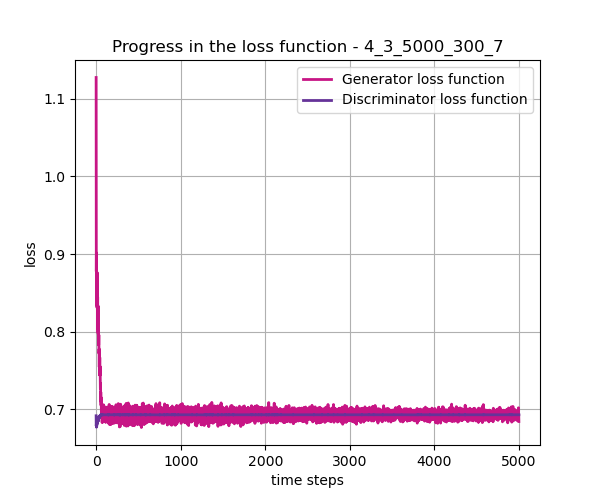 Progress in the loss function - 4_3_5000_300_7
Generator loss function
Discriminator loss function
1.1
1.0
0.9
0.8
0.7
loss
0
1000
2000
3000
4000
5000
time steps